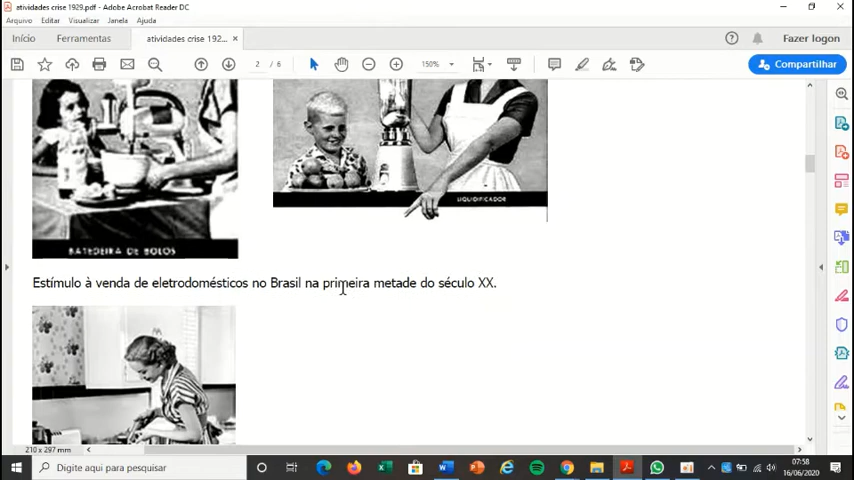 atividades crise 1929.pdf - Adobe Acrobat Reader DC
Arquivo Editar Visualizar Janela Ajuda
Início Ferramentas atividades crise 192... × Fazer logon
2 / 6 150% Compartilhar
LIQUIDIFICADOR
BATEDEIRA DE BOLOS
Estímulo à venda de eletrodomésticos no Brasil na primeira metade do século XX.
210 x 297 mm
Digite aqui para pesquisar
07:58
16/06/2020